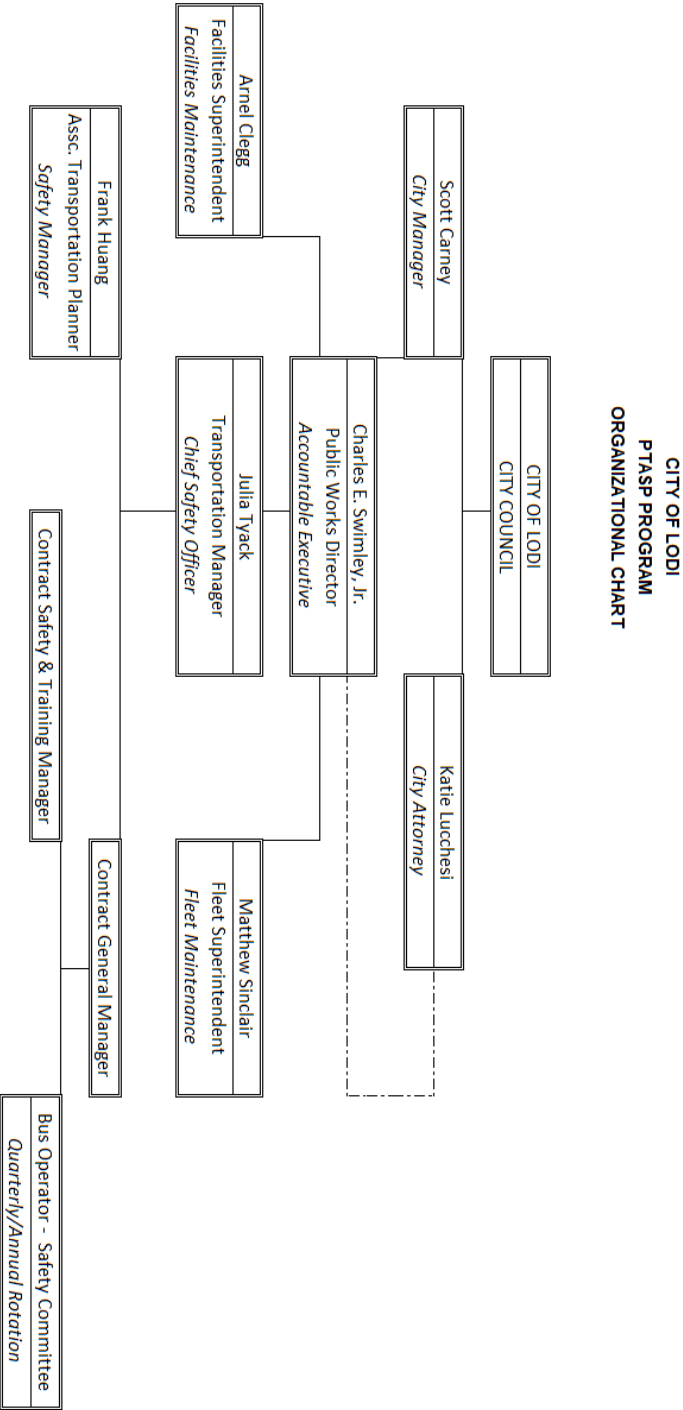 CITY OF LODI
PTASP PROGRAM
ORGANIZATIONAL CHART
CITY OF LODI
CITY COUNCIL
Scott Carney
City Manager
Katie Lucchesi
City Attorney
Charles E. Swimley, Jr.
Public Works Director
Accountable Executive
Arnel Clegg
Facilities Superintendent
Facilities Maintenance
Julia Tyack
Transportation Manager
Chief Safety Officer
Matthew Sinclair
Fleet Superintendent
Fleet Maintenance
Frank Huang
Assc. Transportation Planner
Safety Manager
Contract General Manager
Contract Safety & Training Manager
Bus Operator - Safety Committee
Quarterly/Annual Rotation